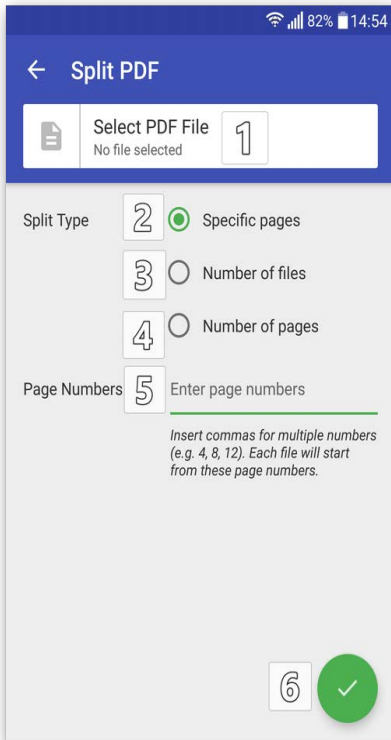 82% 14:54
Split PDF
Select PDF File
No file selected
1
Split Type 2 Specific pages
3 Number of files
4 Number of pages
Page Numbers 5 Enter page numbers
Insert commas for multiple numbers
(e.g. 4, 8, 12). Each file will start
from these page numbers.
6